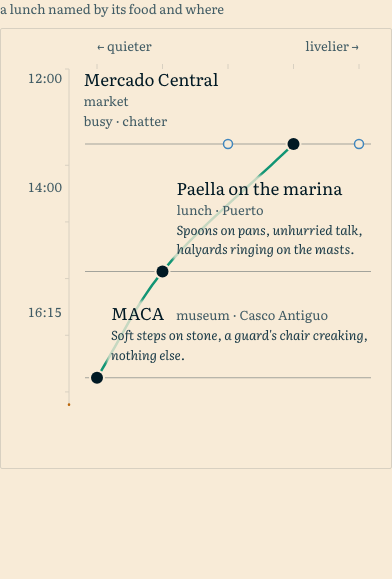 a lunch named by its food and where
← quieter
livelier →
12:00
Mercado Central
market
busy · chatter
14:00
Paella on the marina
lunch · Puerto
Spoons on pans, unhurried talk,
halyards ringing on the masts.
16:15
MACA museum · Casco Antiguo
Soft steps on stone, a guard's chair creaking,
nothing else.